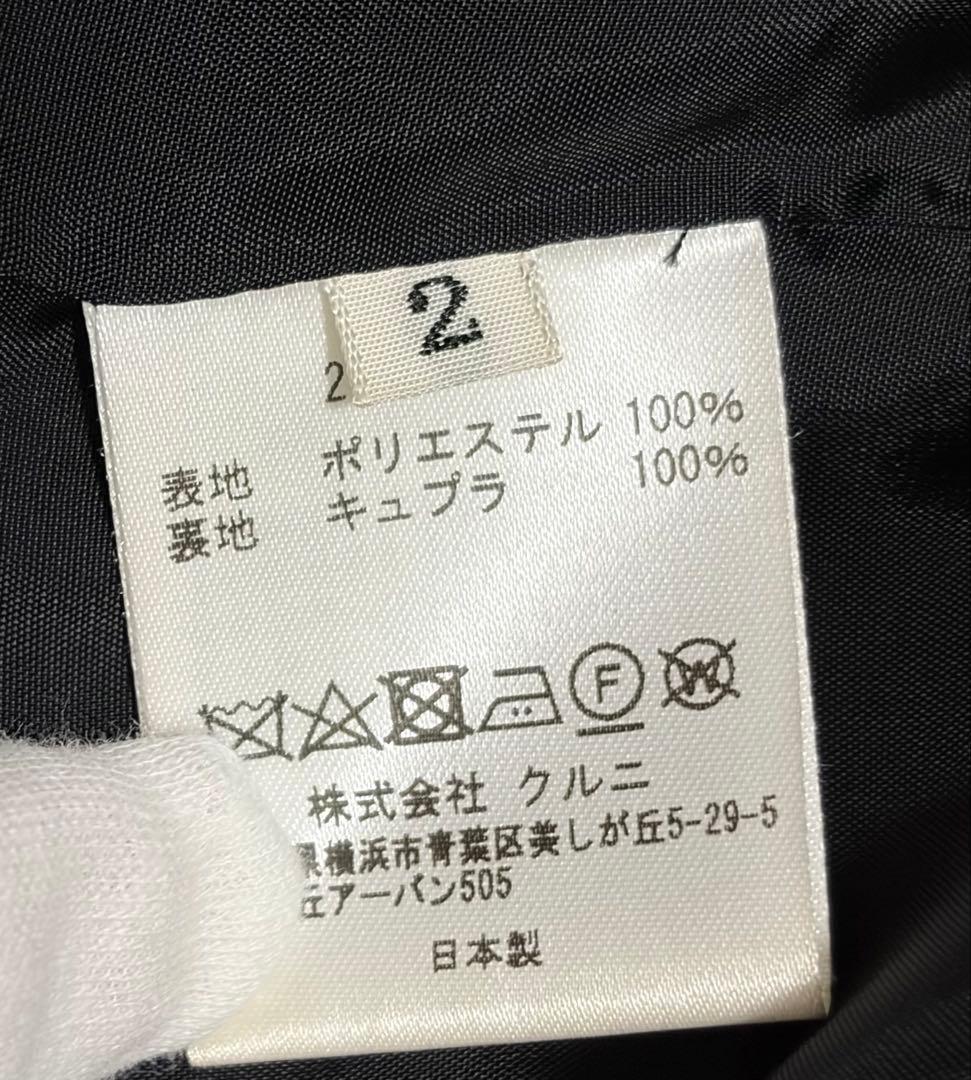 2
2
表地 ポリエステル 100%
裏地 キュプラ 100%
F
W
株式会社 クルニ
県横浜市青葉区美しが丘5-29-5
丘アーバン505
日本製